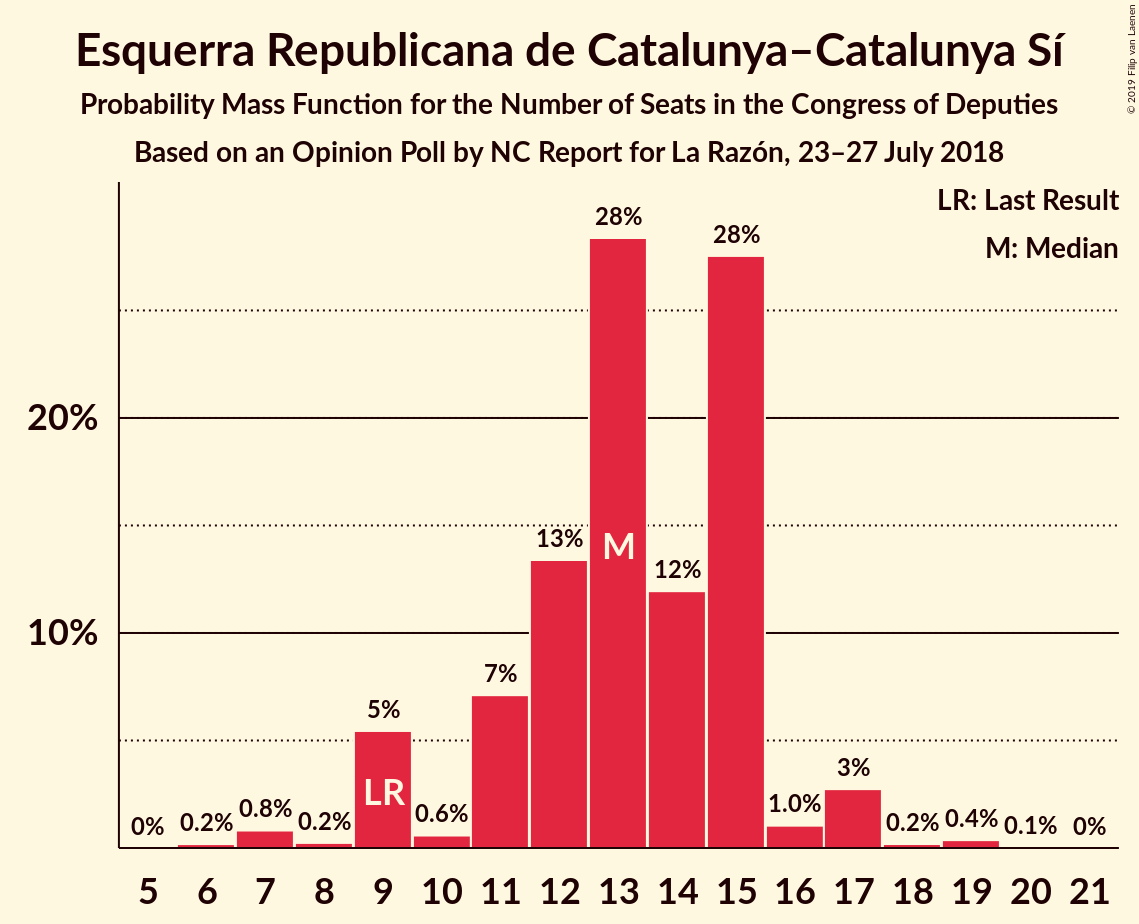 Esquerra Republicana de Catalunya–Catalunya Sí
Probability Mass Function for the Number of Seats in the Congress of Deputies
Based on an Opinion Poll by NC Report for La Razón, 23–27 July 2018
© 2019 Filip van Laenen
LR: Last Result
M: Median
20%
10%
0%
0.2%
0.8%
0.2%
5%
0.6%
7%
13%
28%
12%
28%
1.0%
3%
0.2%
0.4%
0.1%
0%
LR
M
5 6 7 8 9 10 11 12 13 14 15 16 17 18 19 20 21